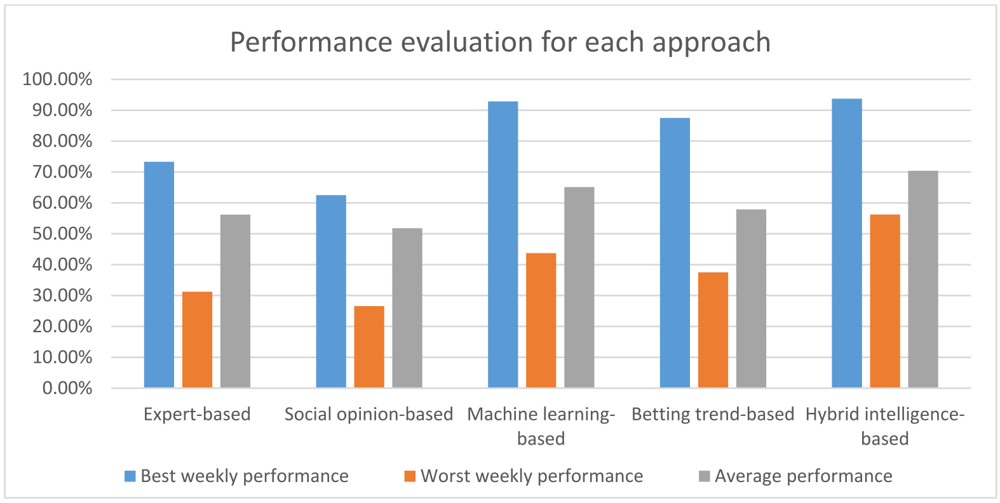 Performance evaluation for each approach
100.00%
90.00%
80.00%
70.00%
60.00%
50.00%
40.00%
30.00%
20.00%
10.00%
0.00%
Expert-based
Social opinion-based
Machine learning-
based
Betting trend-based
Hybrid intelligence-
based
Best weekly performance
Worst weekly performance
Average performance